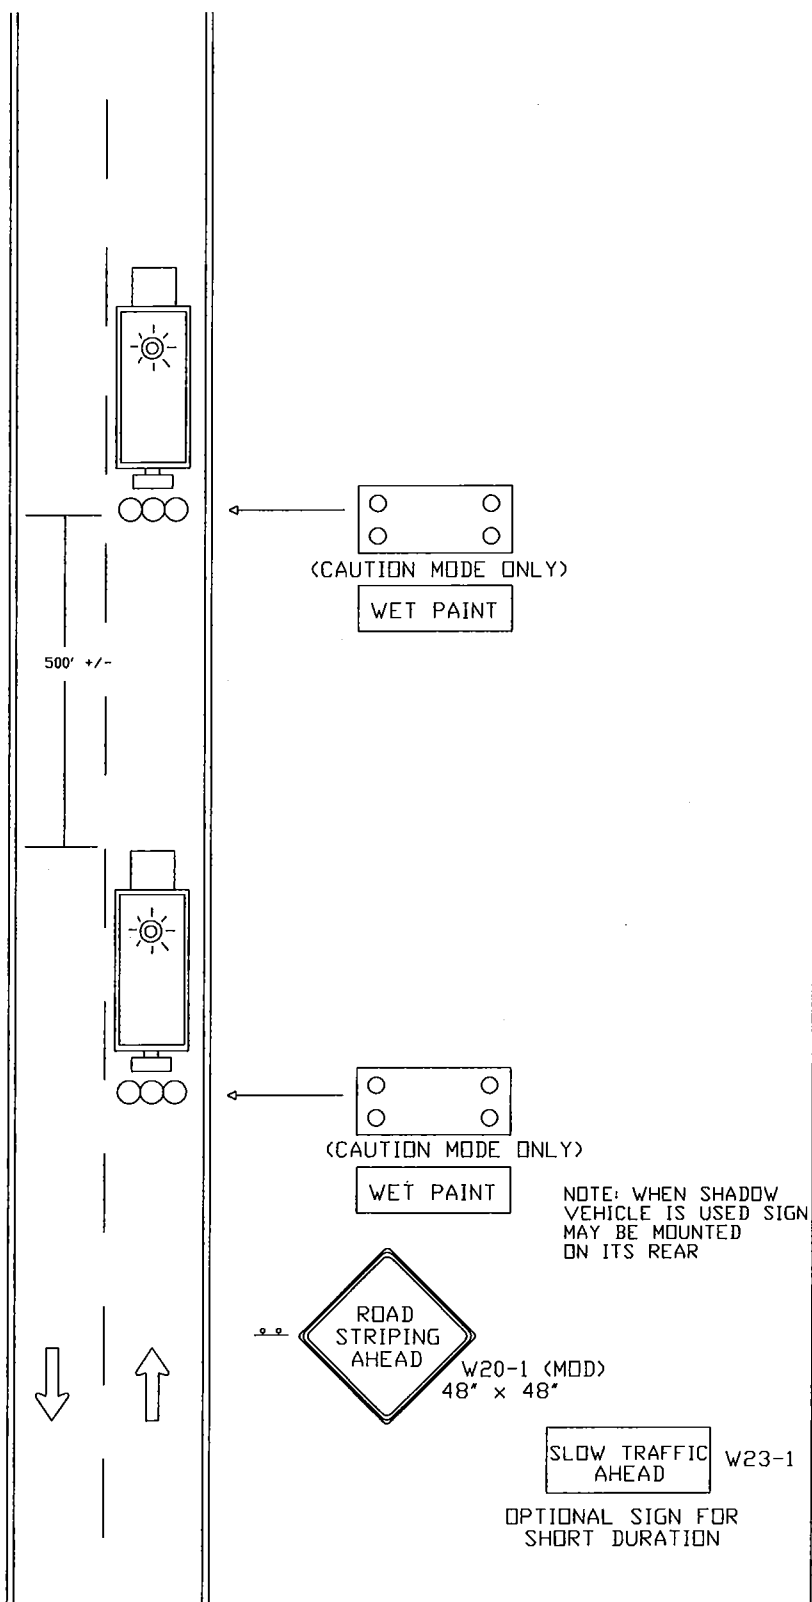 (CAUTION MODE ONLY)
WET PAINT
500' +/-
(CAUTION MODE ONLY)
WET PAINT
NOTE: WHEN SHADOW
VEHICLE IS USED SIGN
MAY BE MOUNTED
ON ITS REAR
ROAD
STRIPING
AHEAD
W20-1 (MOD)
48" x 48"
SLOW TRAFFIC
AHEAD
W23-1
OPTIONAL SIGN FOR
SHORT DURATION